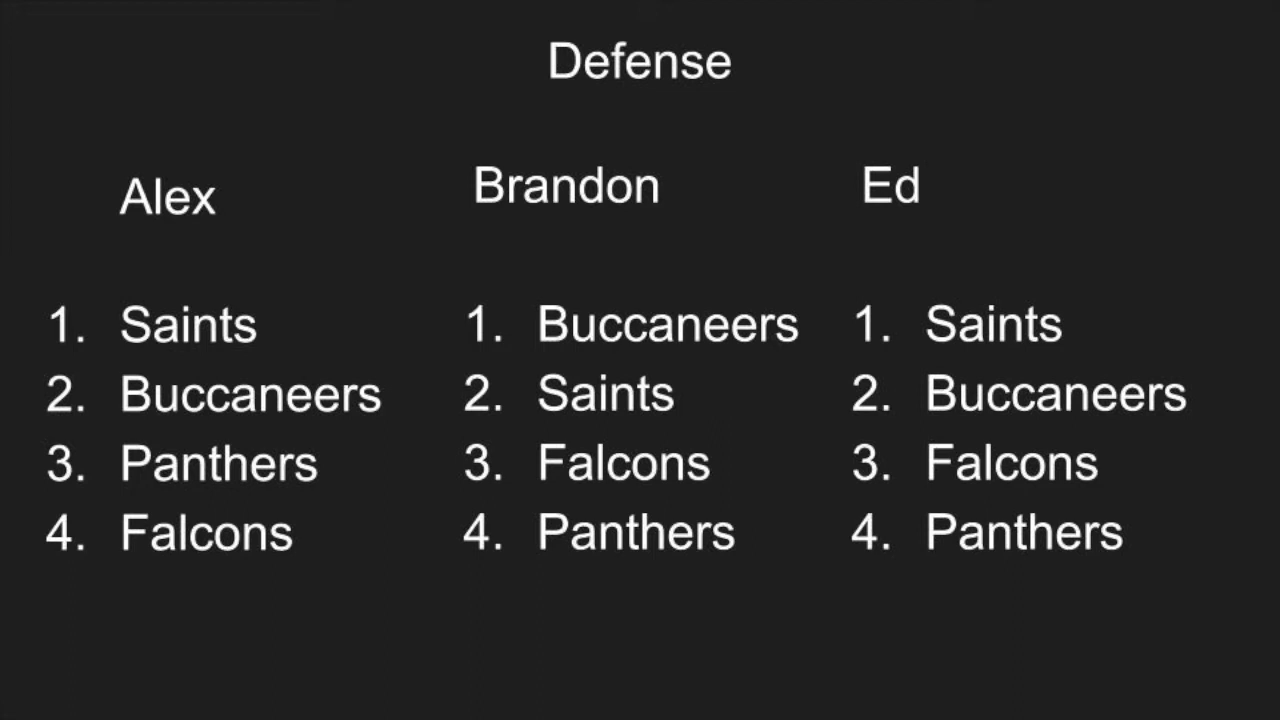 Defense
Alex
1. Saints
2. Buccaneers
3. Panthers
4. Falcons
Brandon
1. Buccaneers
2. Saints
3. Falcons
4. Panthers
Ed
1. Saints
2. Buccaneers
3. Falcons
4. Panthers